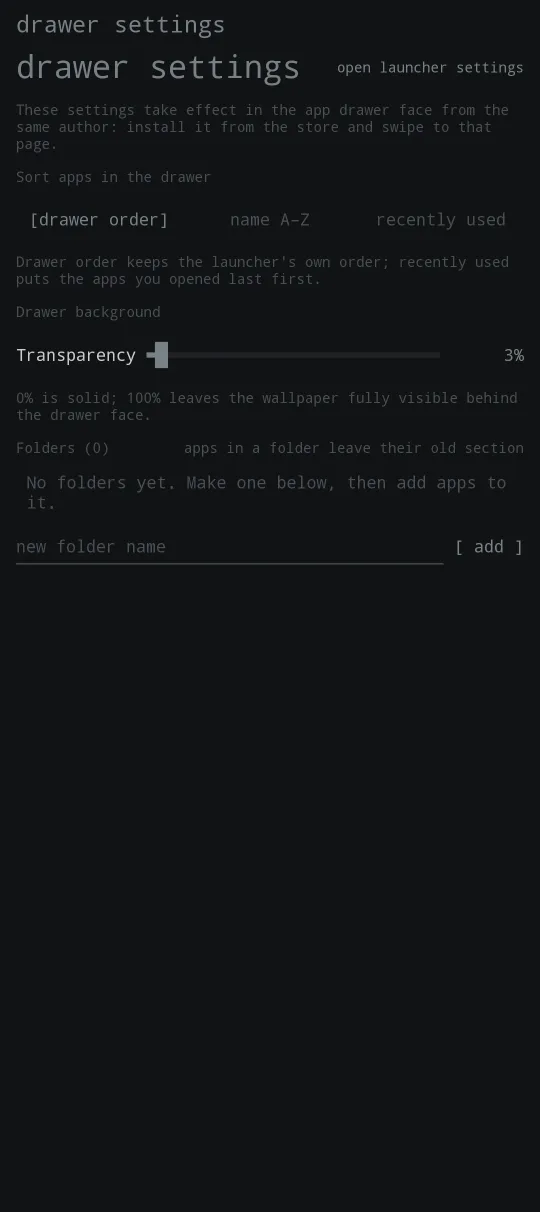 drawer settings
drawer settings
open launcher settings
These settings take effect in the app drawer face from the
same author: install it from the store and swipe to that
page.
Sort apps in the drawer
[drawer order] name A–Z recently used
Drawer order keeps the launcher's own order; recently used
puts the apps you opened last first.
Drawer background
Transparency 3%
0% is solid; 100% leaves the wallpaper fully visible behind
the drawer face.
Folders (0) apps in a folder leave their old section
No folders yet. Make one below, then add apps to
it.
new folder name [ add ]